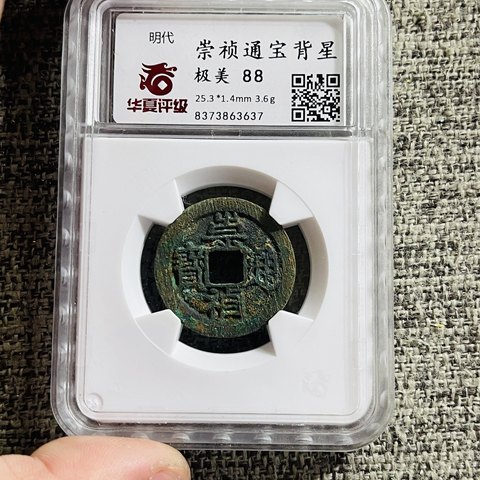 明代
华夏评级
崇祯通宝背星
极美 88
25.3*1.4mm 3.6g
8373863637
崇
寶 通
禎